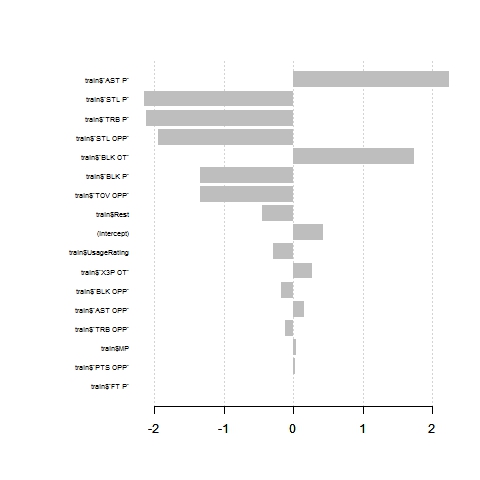 train$`AST P`
train$`STL P`
train$`TRB P`
train$`STL OPP`
train$`BLK OT`
train$`BLK P`
train$`TOV OPP`
train$Rest
(Intercept)
train$UsageRating
train$`X3P OT`
train$`BLK OPP`
train$`AST OPP`
train$`TRB OPP`
train$MP
train$`PTS OPP`
train$`FT P`
-2 -1 0 1 2